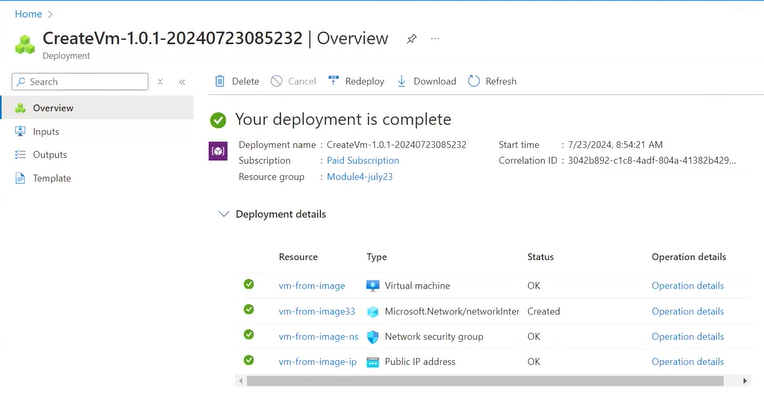 Home
CreateVm-1.0.1-20240723085232 | Overview
Deployment
Search
Delete Cancel Redeploy Download Refresh
Overview
Inputs
Outputs
Template
Your deployment is complete
Deployment name : CreateVm-1.0.1-20240723085232 Start time : 7/23/2024, 8:54:21 AM
Subscription : Paid Subscription Correlation ID : 3042b892-c1c8-4adf-804a-41382b429...
Resource group : Module4-july23
Deployment details
Resource Type Status Operation details
vm-from-image Virtual machine OK Operation details
vm-from-image33 Microsoft.Network/networkInter Created Operation details
vm-from-image-ns Network security group OK Operation details
vm-from-image-ip Public IP address OK Operation details